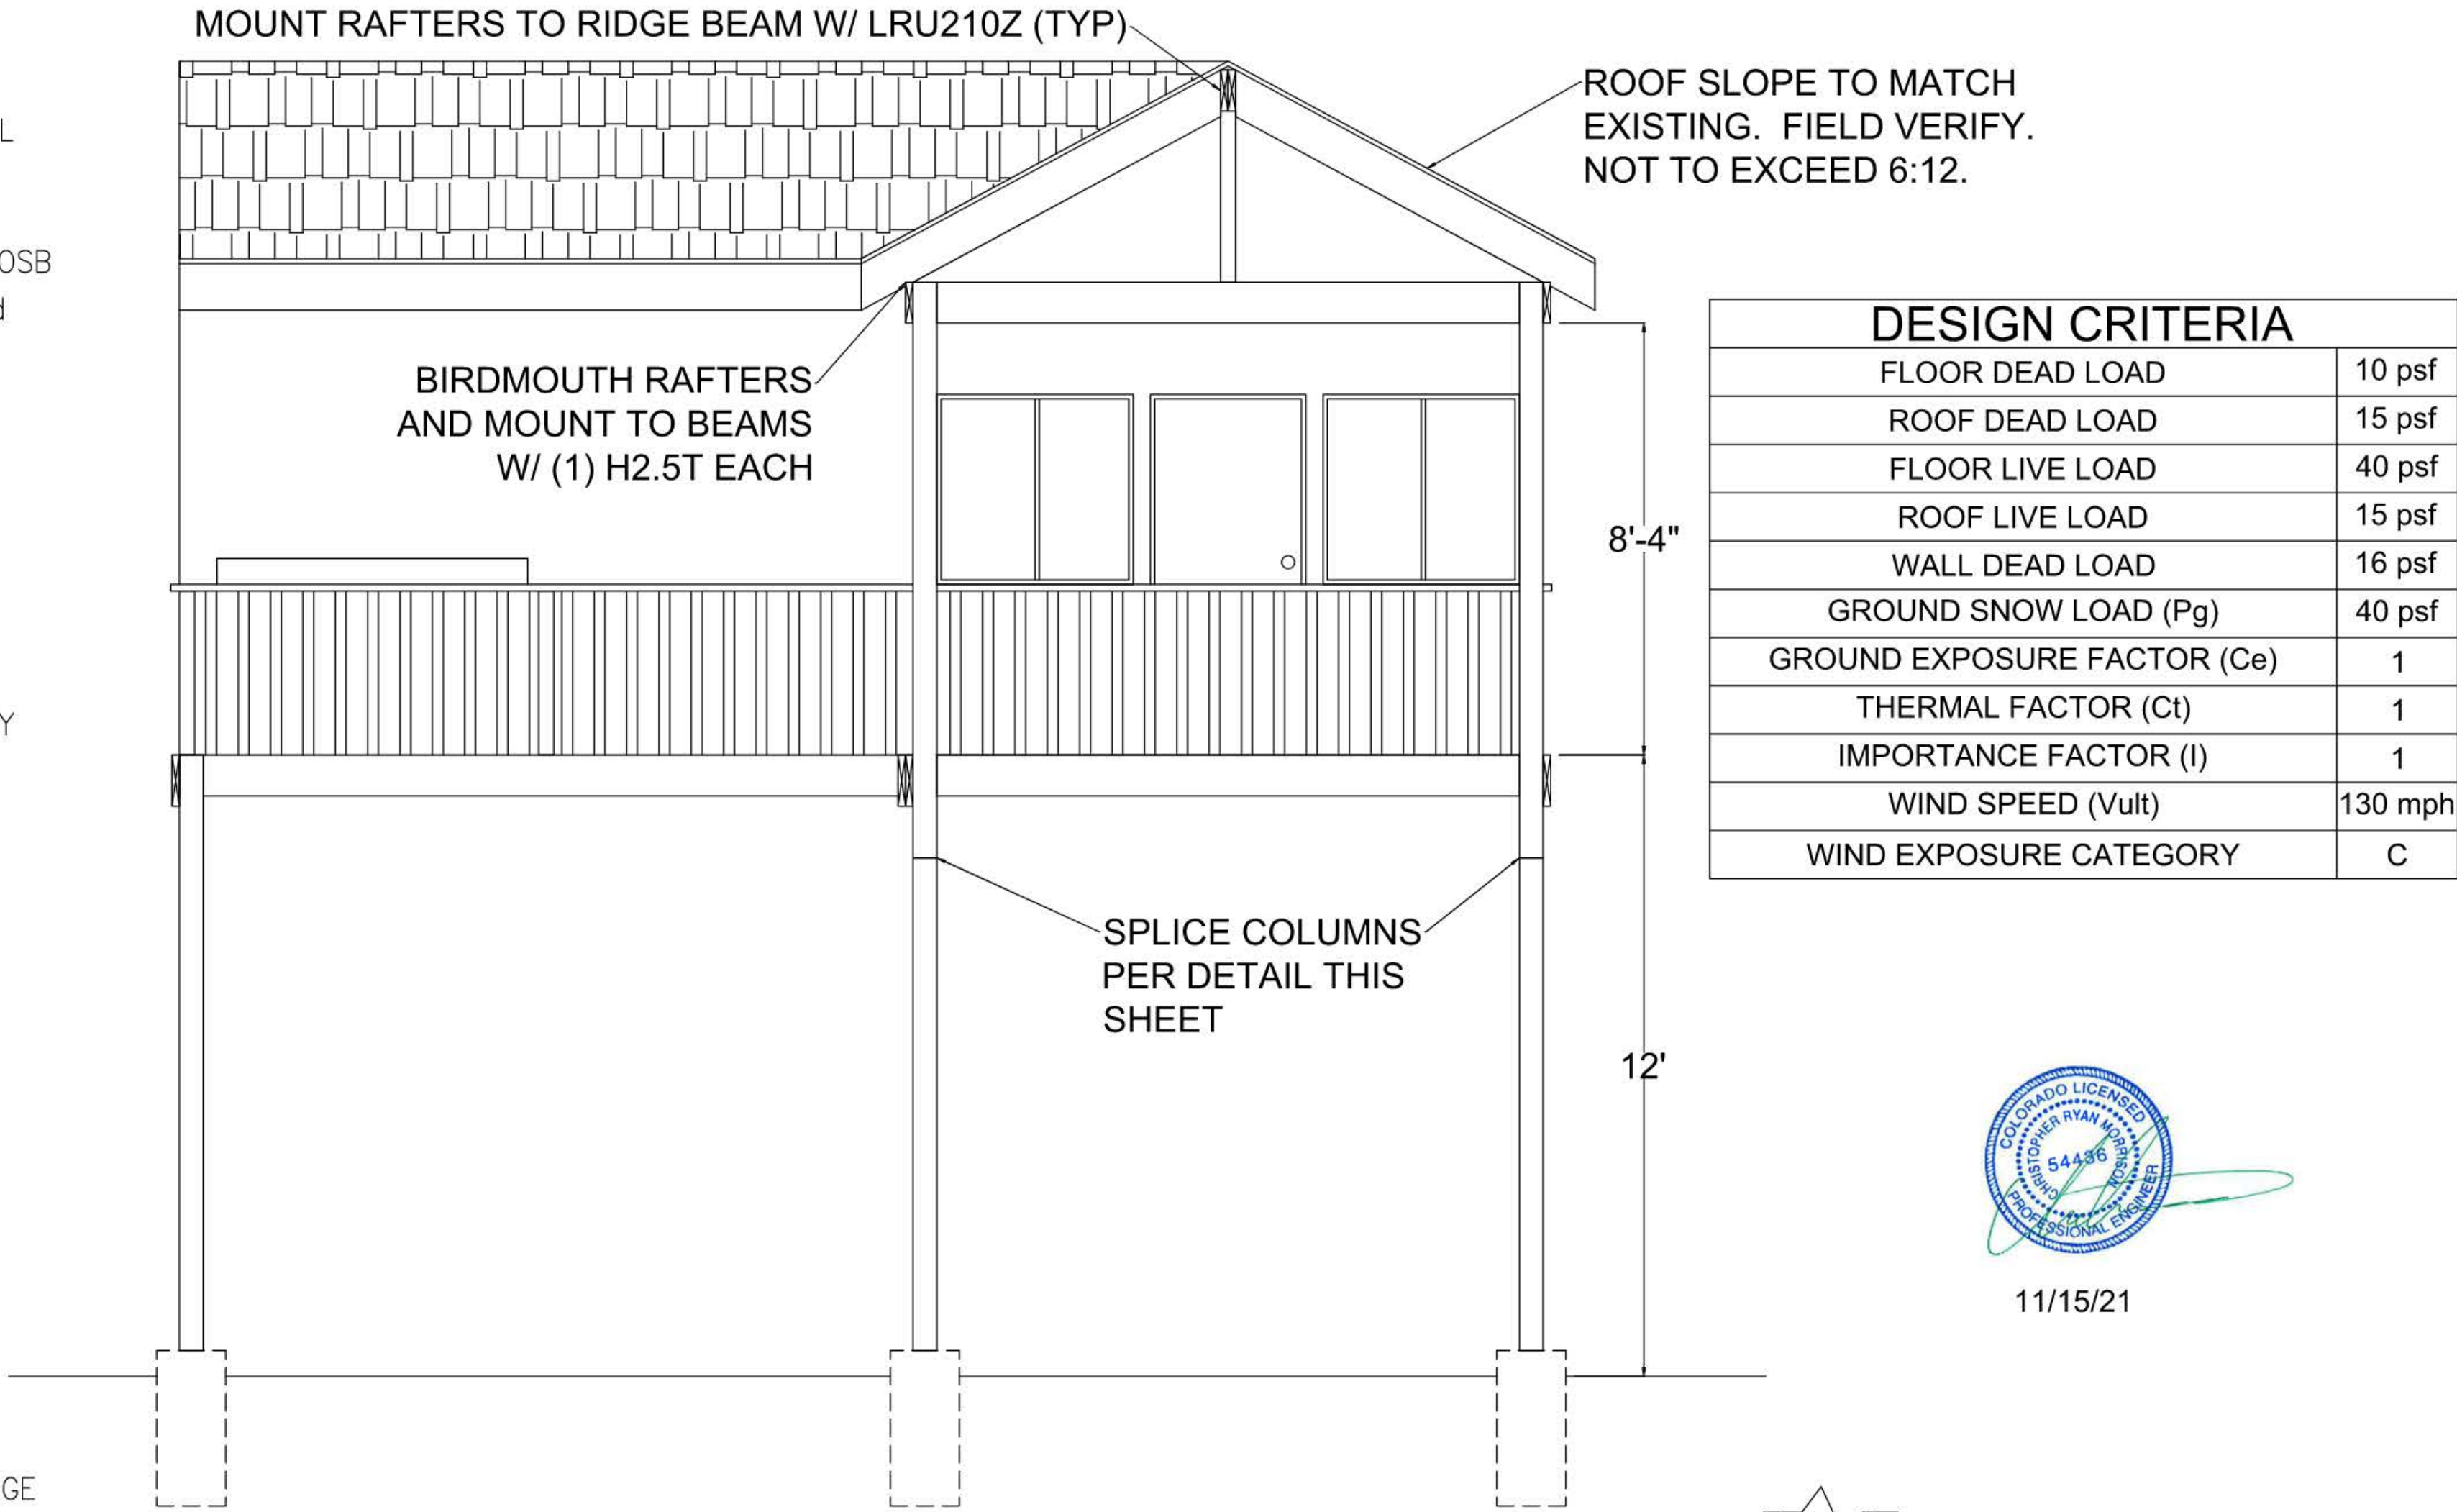 MOUNT RAFTERS TO RIDGE BEAM W/ LRU210Z (TYP)
ROOF SLOPE TO MATCH
EXISTING. FIELD VERIFY.
NOT TO EXCEED 6:12.
L
OSB
d
BIRDMOUTH RAFTERS
AND MOUNT TO BEAMS
W/ (1) H2.5T EACH
8'-4"
DESIGN CRITERIA
FLOOR DEAD LOAD 10 psf
ROOF DEAD LOAD 15 psf
FLOOR LIVE LOAD 40 psf
ROOF LIVE LOAD 15 psf
WALL DEAD LOAD 16 psf
GROUND SNOW LOAD (Pg) 40 psf
GROUND EXPOSURE FACTOR (Ce) 1
THERMAL FACTOR (Ct) 1
IMPORTANCE FACTOR (I) 1
WIND SPEED (Vult) 130 mph
WIND EXPOSURE CATEGORY C
Y
SPLICE COLUMNS
PER DETAIL THIS
SHEET
12'
COLORADO LICENSED
CHRISTOPHER RYAN MORRISON
54436
PROFESSIONAL ENGINEER
11/15/21
GE